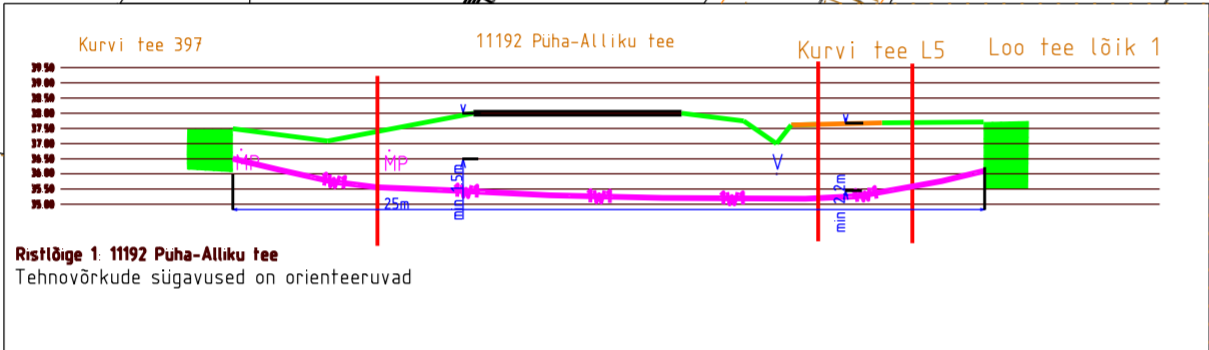 Kurvi tee 397
11192 Püha-Alliku tee
Kurvi tee L5
Loo tee lõik 1
39.50
39.00
38.50
38.00
37.50
37.00
36.50
36.00
35.50
35.00
MP
MP
V
25m
min 1,5m
min 2,2m
Ristlõige 1: 11192 Püha-Alliku tee
Tehnovõrkude sügavused on orienteeruvad